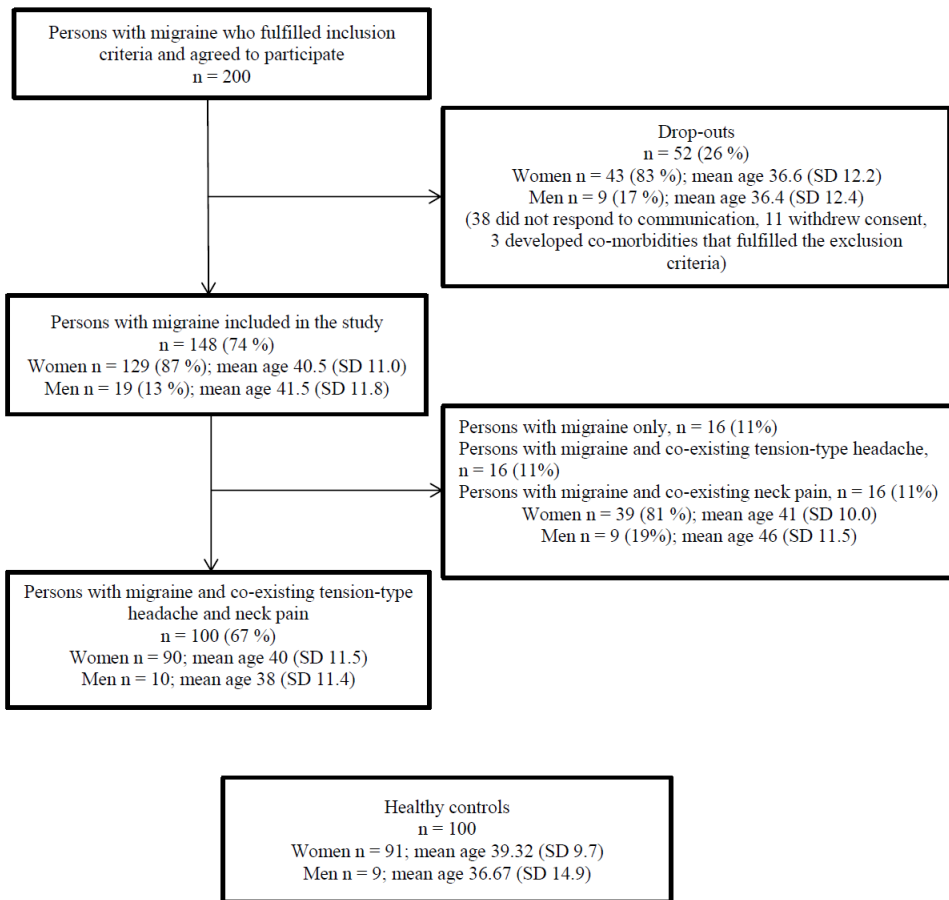 Persons with migraine who fulfilled inclusion
criteria and agreed to participate
n = 200
Drop-outs
n = 52 (26 %)
Women n = 43 (83 %); mean age 36.6 (SD 12.2)
Men n = 9 (17 %); mean age 36.4 (SD 12.4)
(38 did not respond to communication, 11 withdrew consent,
3 developed co-morbidities that fulfilled the exclusion
criteria)
Persons with migraine included in the study
n = 148 (74 %)
Women n = 129 (87 %); mean age 40.5 (SD 11.0)
Men n = 19 (13 %); mean age 41.5 (SD 11.8)
Persons with migraine only, n = 16 (11%)
Persons with migraine and co-existing tension-type headache,
n = 16 (11%)
Persons with migraine and co-existing neck pain, n = 16 (11%)
Women n = 39 (81 %); mean age 41 (SD 10.0)
Men n = 9 (19%); mean age 46 (SD 11.5)
Persons with migraine and co-existing tension-type
headache and neck pain
n = 100 (67 %)
Women n = 90; mean age 40 (SD 11.5)
Men n = 10; mean age 38 (SD 11.4)
Healthy controls
n = 100
Women n = 91; mean age 39.32 (SD 9.7)
Men n = 9; mean age 36.67 (SD 14.9)